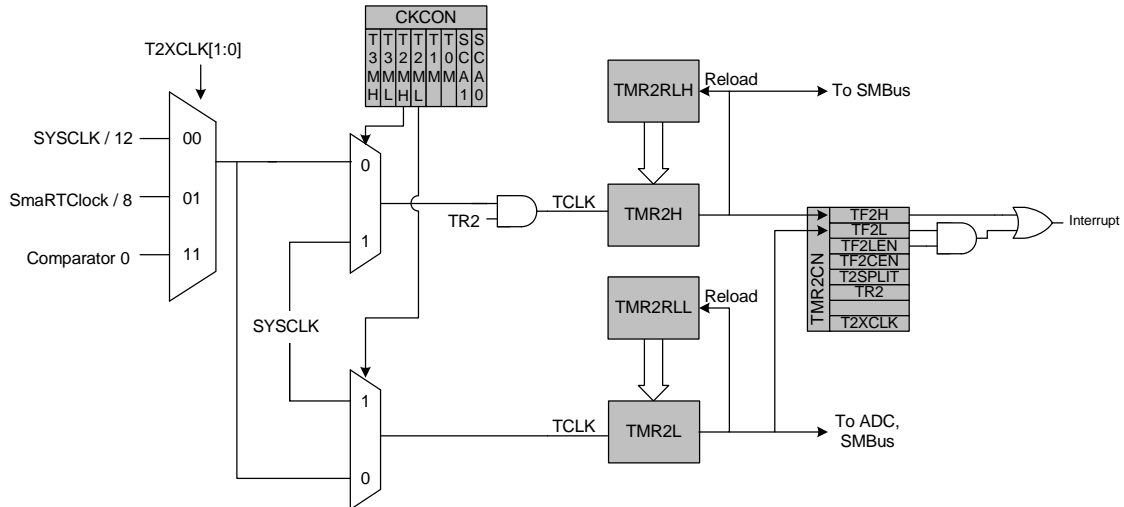 CKCON
T3MH T3ML T2MH T2ML T1M T0M SCA1 SCA0
T2XCLK[1:0]
SYSCLK / 12
00
SmaRTClock / 8
01
Comparator 0
11
0
1
TR2
TCLK
TMR2RLH
Reload
To SMBus
TMR2H
SYSCLK
TMR2CN
TF2H
TF2L
TF2LEN
TF2CEN
T2SPLIT
TR2
T2XCLK
Interrupt
TMR2RLL
Reload
1
0
TCLK
TMR2L
To ADC,
SMBus